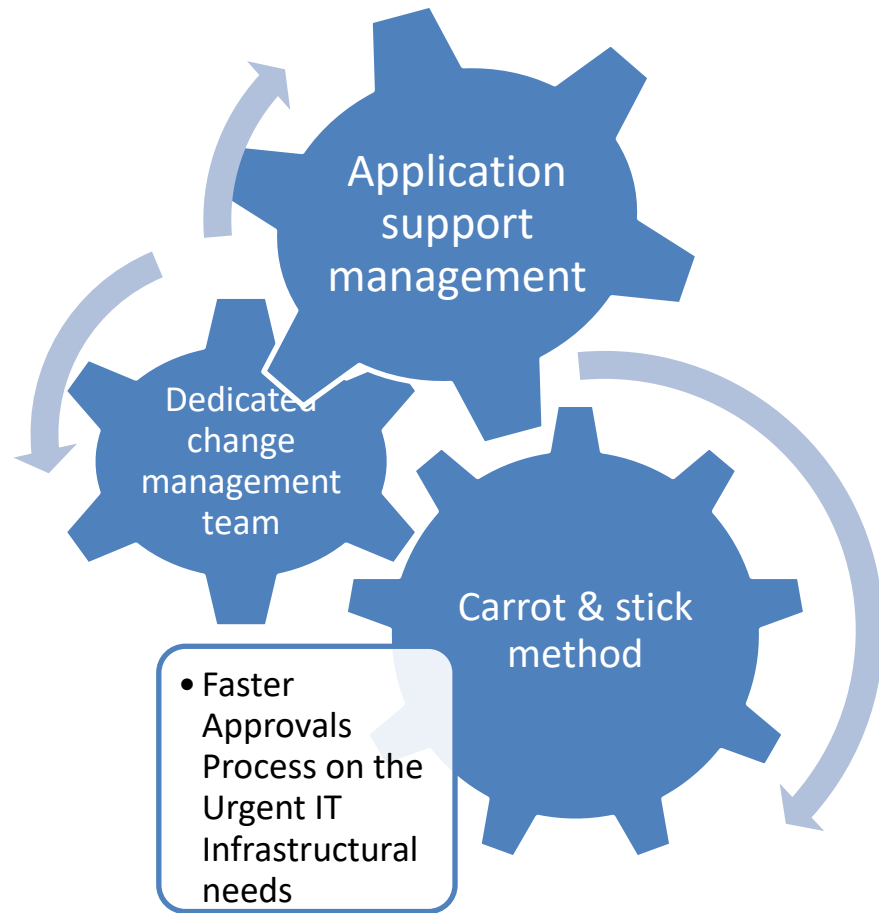 Application
support
management
Dedicated
change
management
team
Carrot & stick
method
• Faster
Approvals
Process on the
Urgent IT
Infrastructural
needs